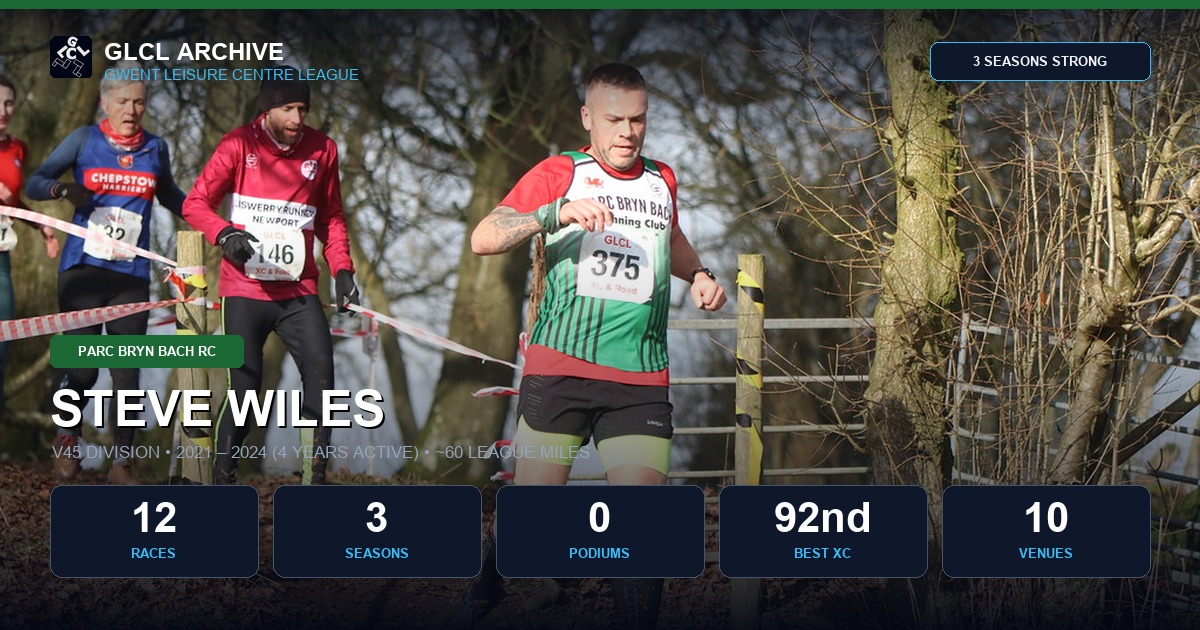 GLCL ARCHIVE
GWENT LEISURE CENTRE LEAGUE
3 SEASONS STRONG
CHEPSTOW
HARRIERS
32
LISWERRY RUNNERS
NEWPORT
GLCL
146
XC & Road
PARC BRYN BACH
Running Club
GLCL
375
XC & Road
PARC BRYN BACH RC
STEVE WILES
V45 DIVISION • 2021 – 2024 (4 YEARS ACTIVE) • ~60 LEAGUE MILES
12
RACES
3
SEASONS
0
PODIUMS
92nd
BEST XC
10
VENUES